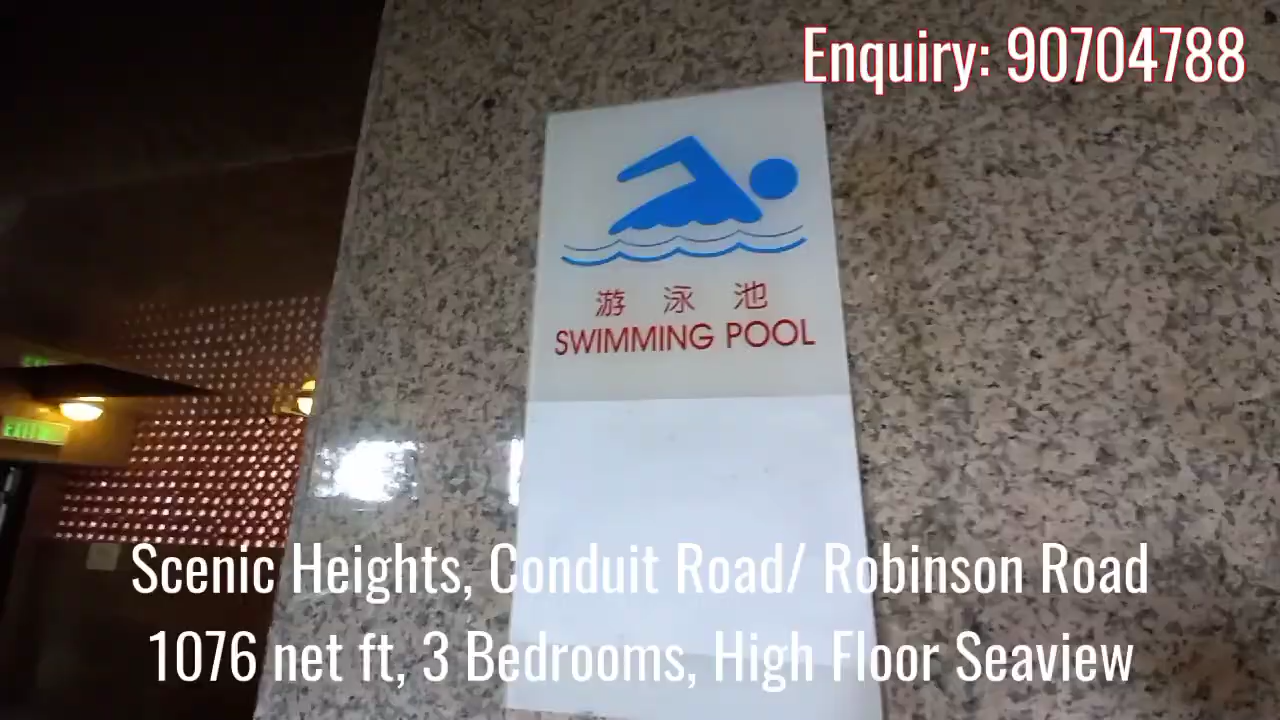 Enquiry: 90704788
游泳池
SWIMMING POOL
EXIT
Scenic Heights, Conduit Road/ Robinson Road
1076 net ft, 3 Bedrooms, High Floor Seaview